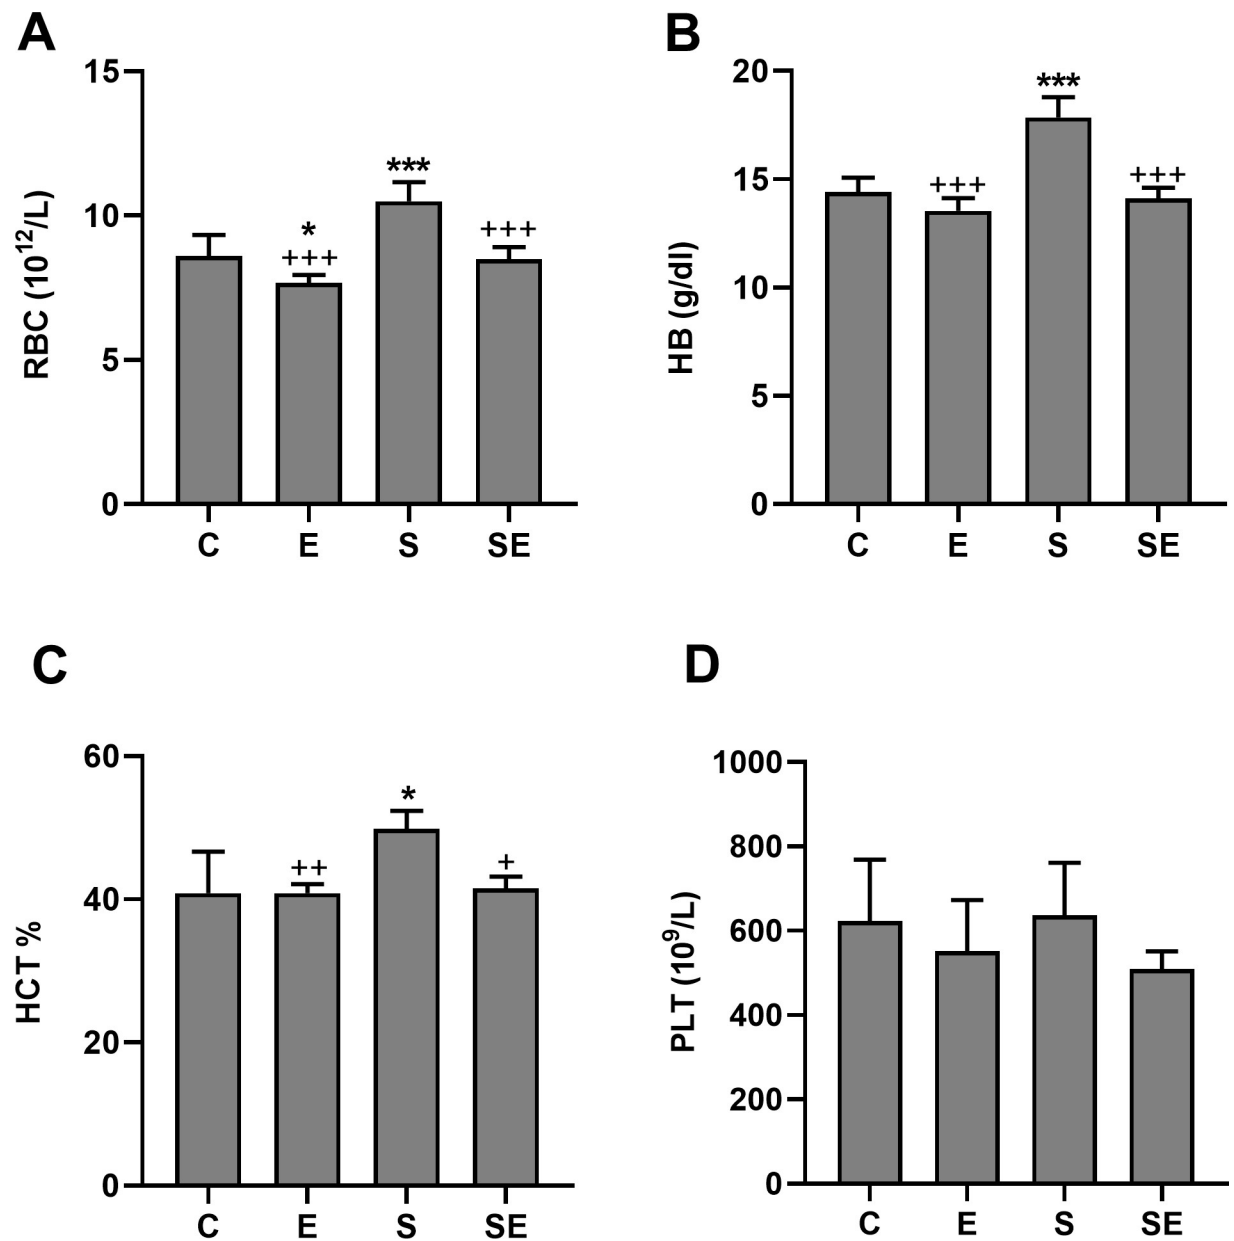 A
15
10
5
0
RBC (10¹²/L)
***
*
+++
+++
C E S SE
B
20
15
10
5
0
HB (g/dl)
***
+++
+++
C E S SE
C
60
40
20
0
HCT %
*
++
+
C E S SE
D
1000
800
600
400
200
0
PLT (10⁹/L)
C E S SE